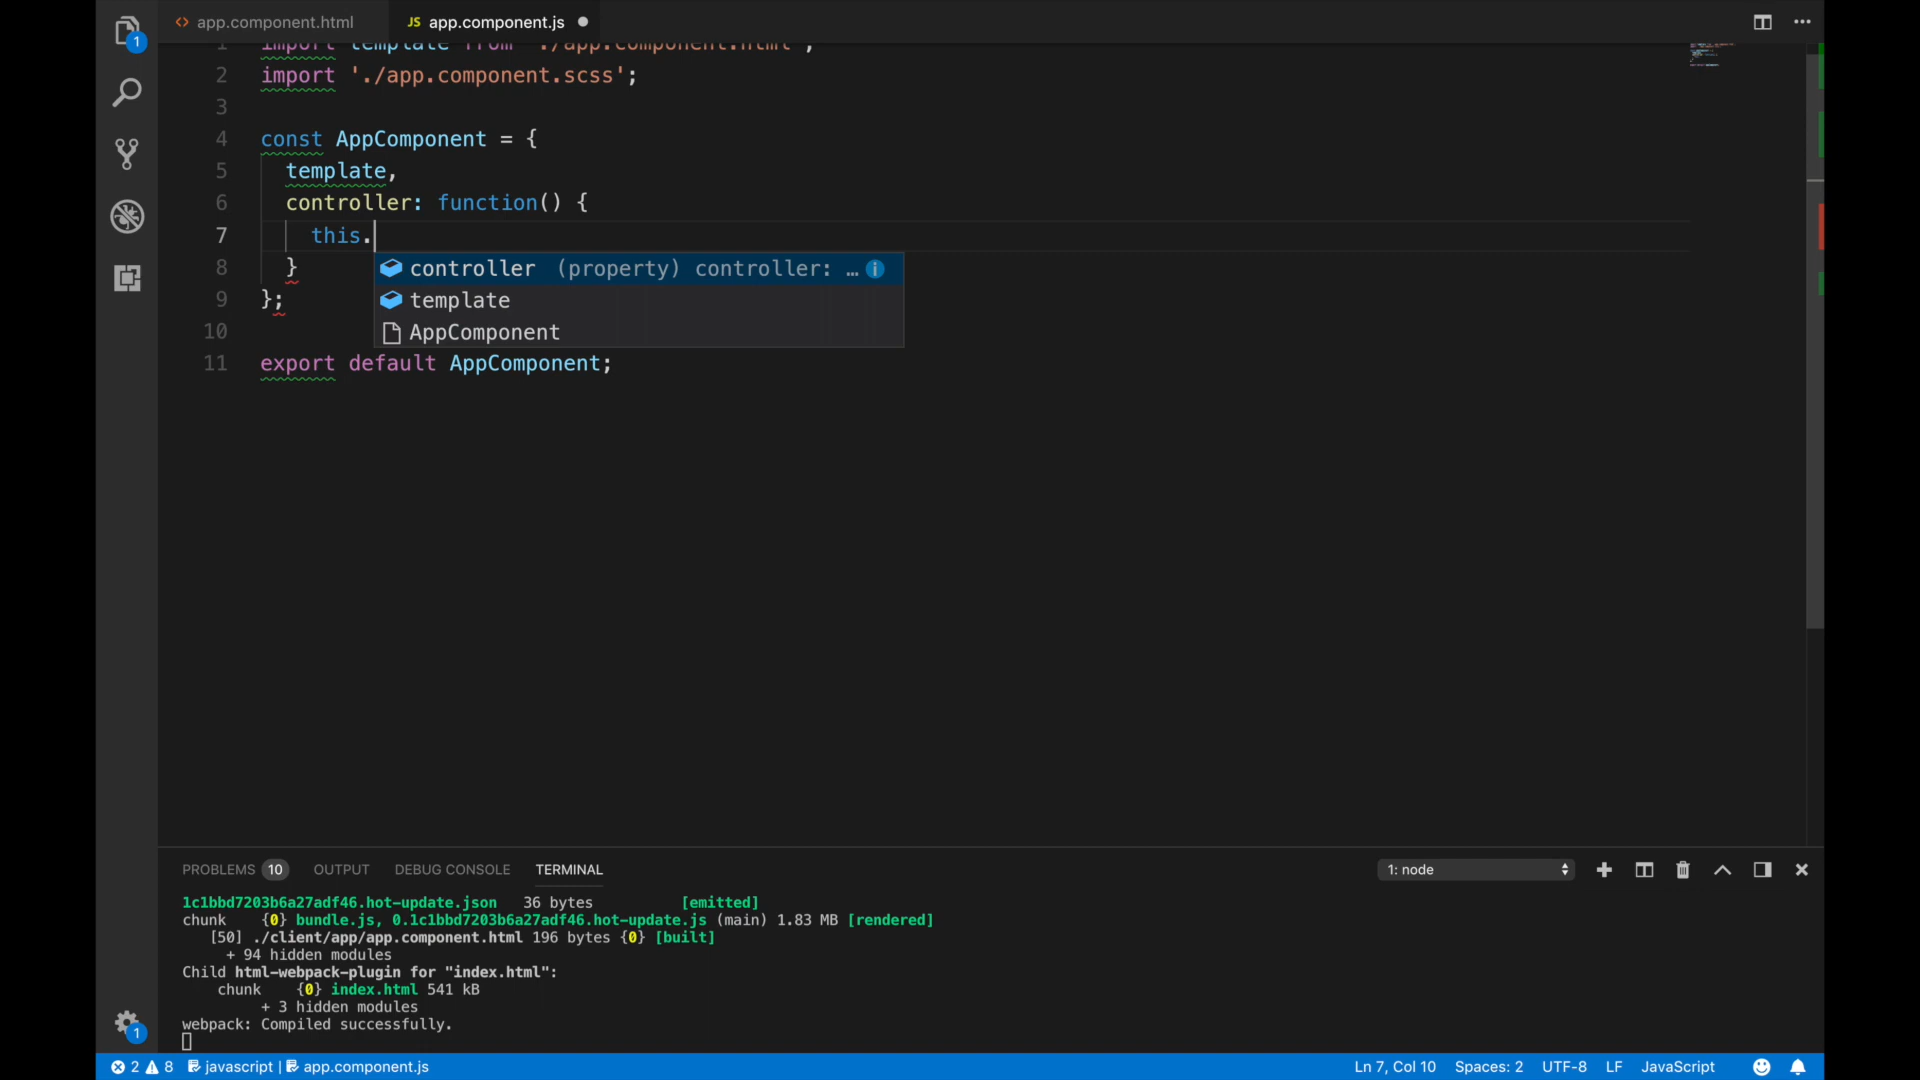 <> app.component.html
JS app.component.js
1
1 import template from './app.component.html';
2 import './app.component.scss';
3
4 const AppComponent = {
5 template,
6 controller: function() {
7 this.
controller (property) controller: …
template
AppComponent
8 }
9 };
10
11 export default AppComponent;
PROBLEMS 10 OUTPUT DEBUG CONSOLE TERMINAL
1: node
1c1bbd7203b6a27adf46.hot-update.json 36 bytes [emitted]
chunk {0} bundle.js, 0.1c1bbd7203b6a27adf46.hot-update.js (main) 1.83 MB [rendered]
[50] ./client/app/app.component.html 196 bytes {0} [built]
+ 94 hidden modules
Child html-webpack-plugin for "index.html":
chunk {0} index.html 541 kB
+ 3 hidden modules
webpack: Compiled successfully.
1
2 8 javascript | app.component.js
Ln 7, Col 10 Spaces: 2 UTF-8 LF JavaScript